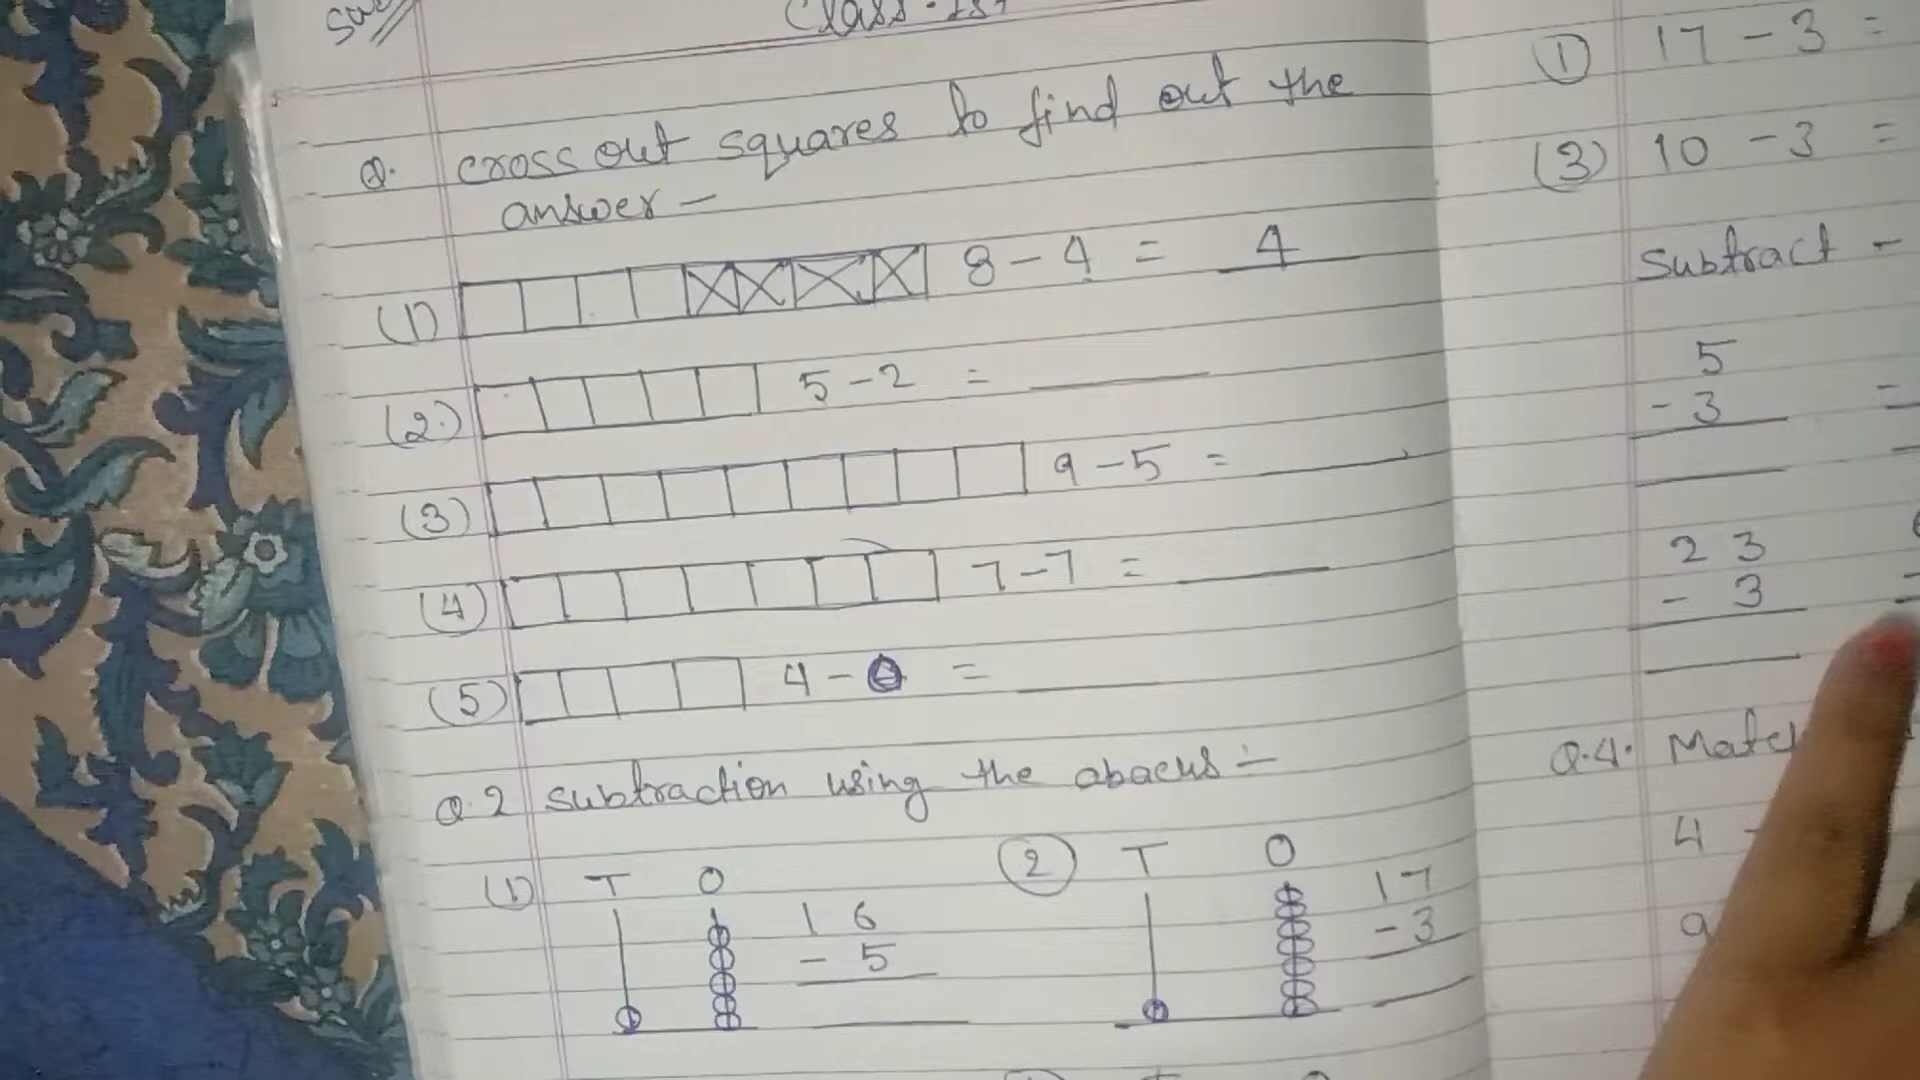 Class - 1st
Q. cross out squares to find out the
answer -
(1) 8 - 4 = 4
(2.) 5 - 2 =
(3) 9 - 5 =
(4) 7 - 7 =
(5) 4 - 0 =
Q.2 subtraction using the abacus :-
(1) T O
1 6
- 5
2 T O
1 7
- 3
1 17 - 3 =
(3) 10 - 3 =
Subtract -
5
- 3
2 3
- 3
Q.4.
4 -
9